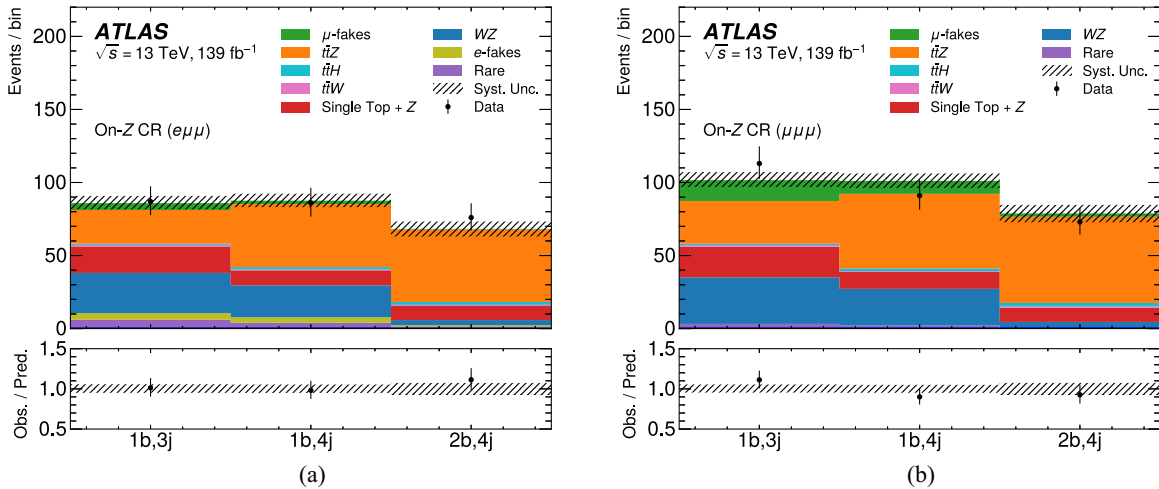 ATLAS
√s = 13 TeV, 139 fb⁻¹
On-Z CR (eμμ)
μ-fakes
tt̄Z
tt̄H
tt̄W
Single Top + Z
WZ
e-fakes
Rare
Syst. Unc.
Data
Events / bin
200
150
100
50
0
Obs. / Pred.
1.5
1.0
0.5
1b,3j
1b,4j
2b,4j
(a)
ATLAS
√s = 13 TeV, 139 fb⁻¹
On-Z CR (μμμ)
μ-fakes
tt̄Z
tt̄H
tt̄W
Single Top + Z
WZ
Rare
Syst. Unc.
Data
Events / bin
200
150
100
50
0
Obs. / Pred.
1.5
1.0
0.5
1b,3j
1b,4j
2b,4j
(b)